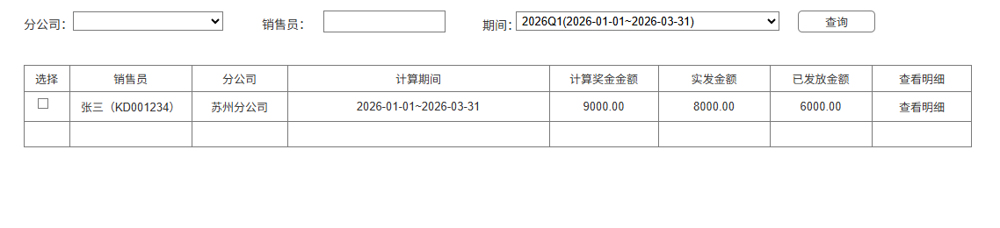 分公司： 销售员： 期间： 2026Q1(2026-01-01~2026-03-31) 查询
选择 销售员 分公司 计算期间 计算奖金金额 实发金额 已发放金额 查看明细
张三（KD001234） 苏州分公司 2026-01-01~2026-03-31 9000.00 8000.00 6000.00 查看明细